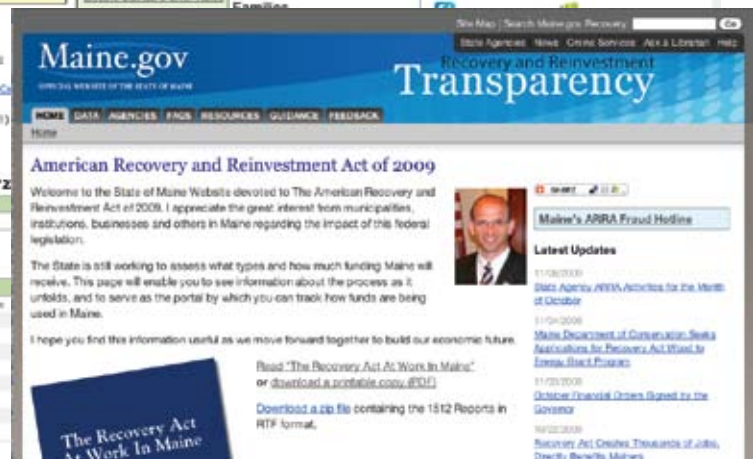 Families
Site Map | Search Maine.gov Recovery: Go
State Agencies News Online Services Ask a Librarian Help
Maine.gov
OFFICIAL WEBSITE OF THE STATE OF MAINE
Recovery and Reinvestment
Transparency
HOME DATA AGENCIES FAQS RESOURCES GUIDANCE FEEDBACK
Home
American Recovery and Reinvestment Act of 2009
Welcome to the State of Maine Website devoted to The American Recovery and
Reinvestment Act of 2009. I appreciate the great interest from municipalities,
institutions, businesses and others in Maine regarding the impact of this federal
legislation.
The State is still working to assess what types and how much funding Maine will
receive. This page will enable you to see information about the process as it
unfolds, and to serve as the portal by which you can track how funds are being
used in Maine.
I hope you find this information useful as we move forward together to build our economic future.
The Recovery Act
At Work In Maine
Read "The Recovery Act At Work In Maine"
or download a printable copy (PDF)
Download a zip file containing the 1512 Reports in
RTF format.
SHARE
Maine's ARRA Fraud Hotline
Latest Updates
State Agency ARRA Activities for the Month
of October
Maine Department of Conservation Seeks
Applications for Recovery Act Wood to
Energy Grant Program
October Financial Orders Signed by the
Governor
Recovery Act Creates Thousands of Jobs,
Directly Benefits Mainers